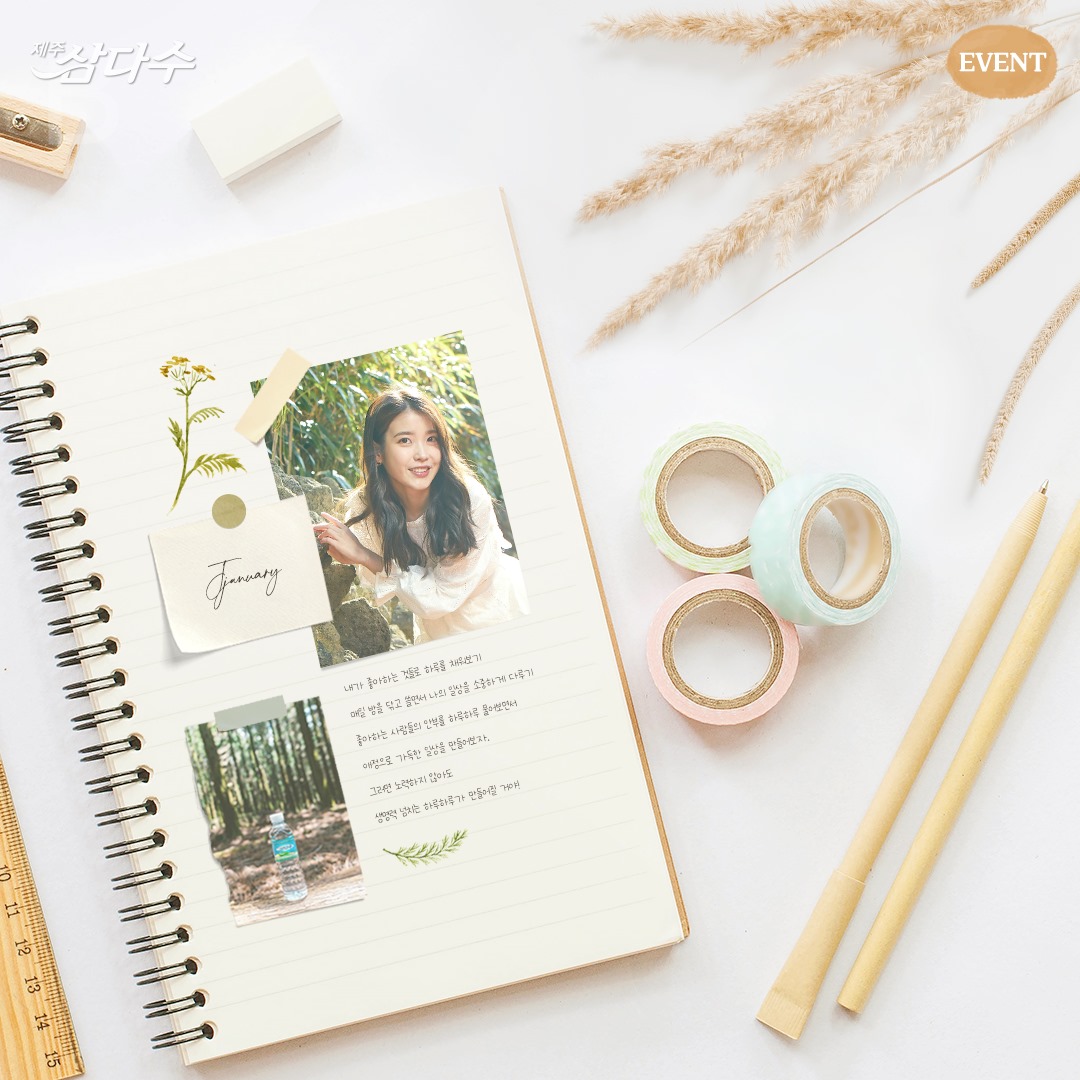 제주
삼다수
EVENT
Jjanuary
내가 좋아하는 것들로 하루를 채워보기
매일 밤을 닦고 쓸면서 나의 일상을 소중하게 다루기
좋아하는 사람들의 안부를 하루하루 물어보면서
애정으로 가득한 일상을 만들어보자.
그러면 노력하지 않아도
생명력 넘치는 하루하루가 만들어질 거야!
10
11
12
13
14
15